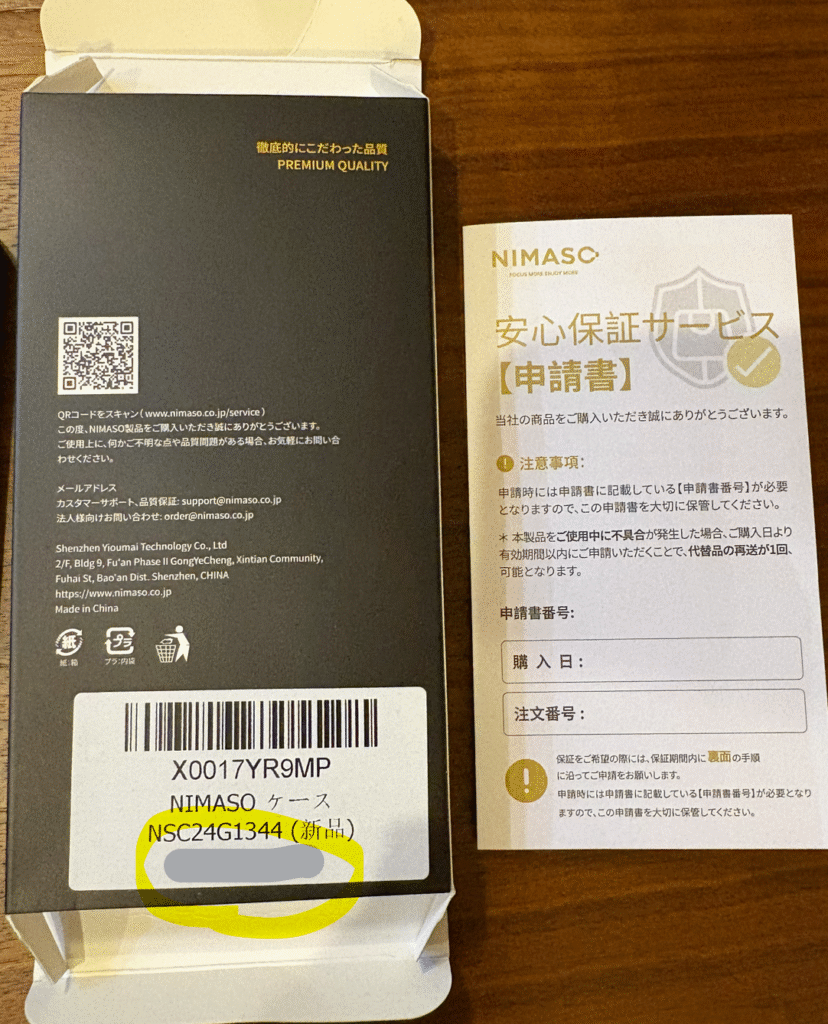 徹底的にこだわった品質
PREMIUM QUALITY
QRコードをスキャン( www.nimaso.co.jp/service )
この度、NIMASO製品をご購入いただき誠にありがとうございます。
ご使用上に、何かご不明な点や品質問題がある場合、お気軽にお問い合
わせください。
メールアドレス
カスタマーサポート、品質保証: support@nimaso.co.jp
法人様向けお問い合わせ: order@nimaso.co.jp
Shenzhen Yioumai Technology Co., Ltd
2/F, Bldg 9, Fu'an Phase II GongYeCheng, Xintian Community,
Fuhai St, Bao'an Dist. Shenzhen, CHINA
https://www.nimaso.co.jp
Made in China
紙
プラ
紙:箱
プラ:内袋
X0017YR9MP
NIMASO ケース
NSC24G1344 (新品)
NIMASO
FOCUS MORE ENJOY MORE
安心保証サービス
【申請書】
当社の商品をご購入いただき誠にありがとうございます。
! 注意事項:
申請時には申請書に記載している【申請書番号】が必要
となりますので、この申請書を大切に保管してください。
* 本製品をご使用中に不具合が発生した場合、ご購入日より
有効期間以内にご申請いただくことで、代替品の再送が1回、
可能となります。
申請書番号:
購 入 日 :
注文番号 :
! 保証をご希望の際には、保証期間内に裏面の手順
に沿ってご申請をお願いします。
申請時には申請書に記載している【申請書番号】が必要となり
ますので、この申請書を大切に保管してください。